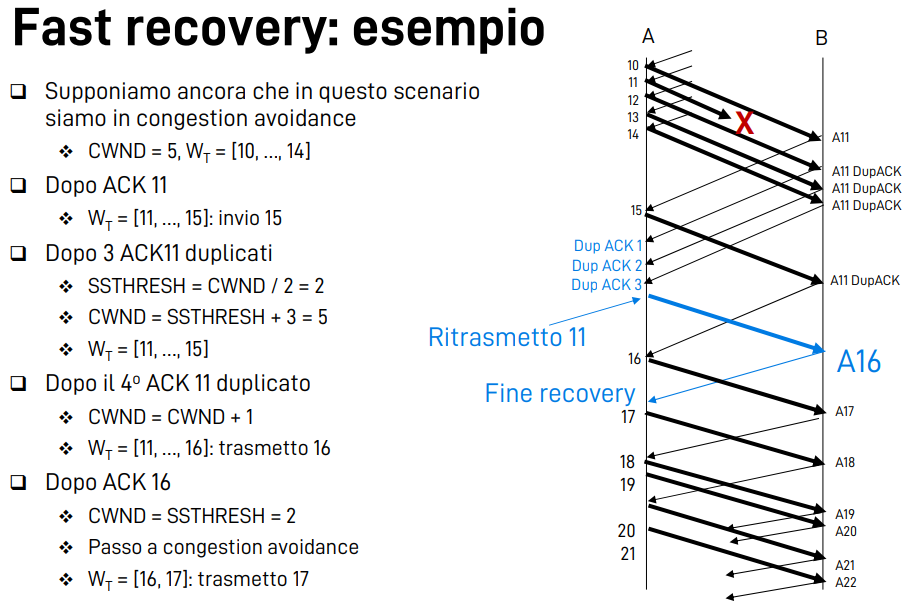 Fast recovery: esempio
❑ Supponiamo ancora che in questo scenario
siamo in congestion avoidance
❖ CWND = 5, W_T = [10, ..., 14]
❑ Dopo ACK 11
❖ W_T = [11, ..., 15]: invio 15
❑ Dopo 3 ACK11 duplicati
❖ SSTHRESH = CWND / 2 = 2
❖ CWND = SSTHRESH + 3 = 5
❖ W_T = [11, ..., 15]
❑ Dopo il 4º ACK 11 duplicato
❖ CWND = CWND + 1
❖ W_T = [11, ..., 16]: trasmetto 16
❑ Dopo ACK 16
❖ CWND = SSTHRESH = 2
❖ Passo a congestion avoidance
❖ W_T = [16, 17]: trasmetto 17
A
B
10
11
12
13
14
X
A11
A11 DupACK
A11 DupACK
A11 DupACK
15
Dup ACK 1
Dup ACK 2
Dup ACK 3
A11 DupACK
Ritrasmetto 11
A16
16
Fine recovery
17
A17
18
A18
19
A19
20
A20
21
A21
A22